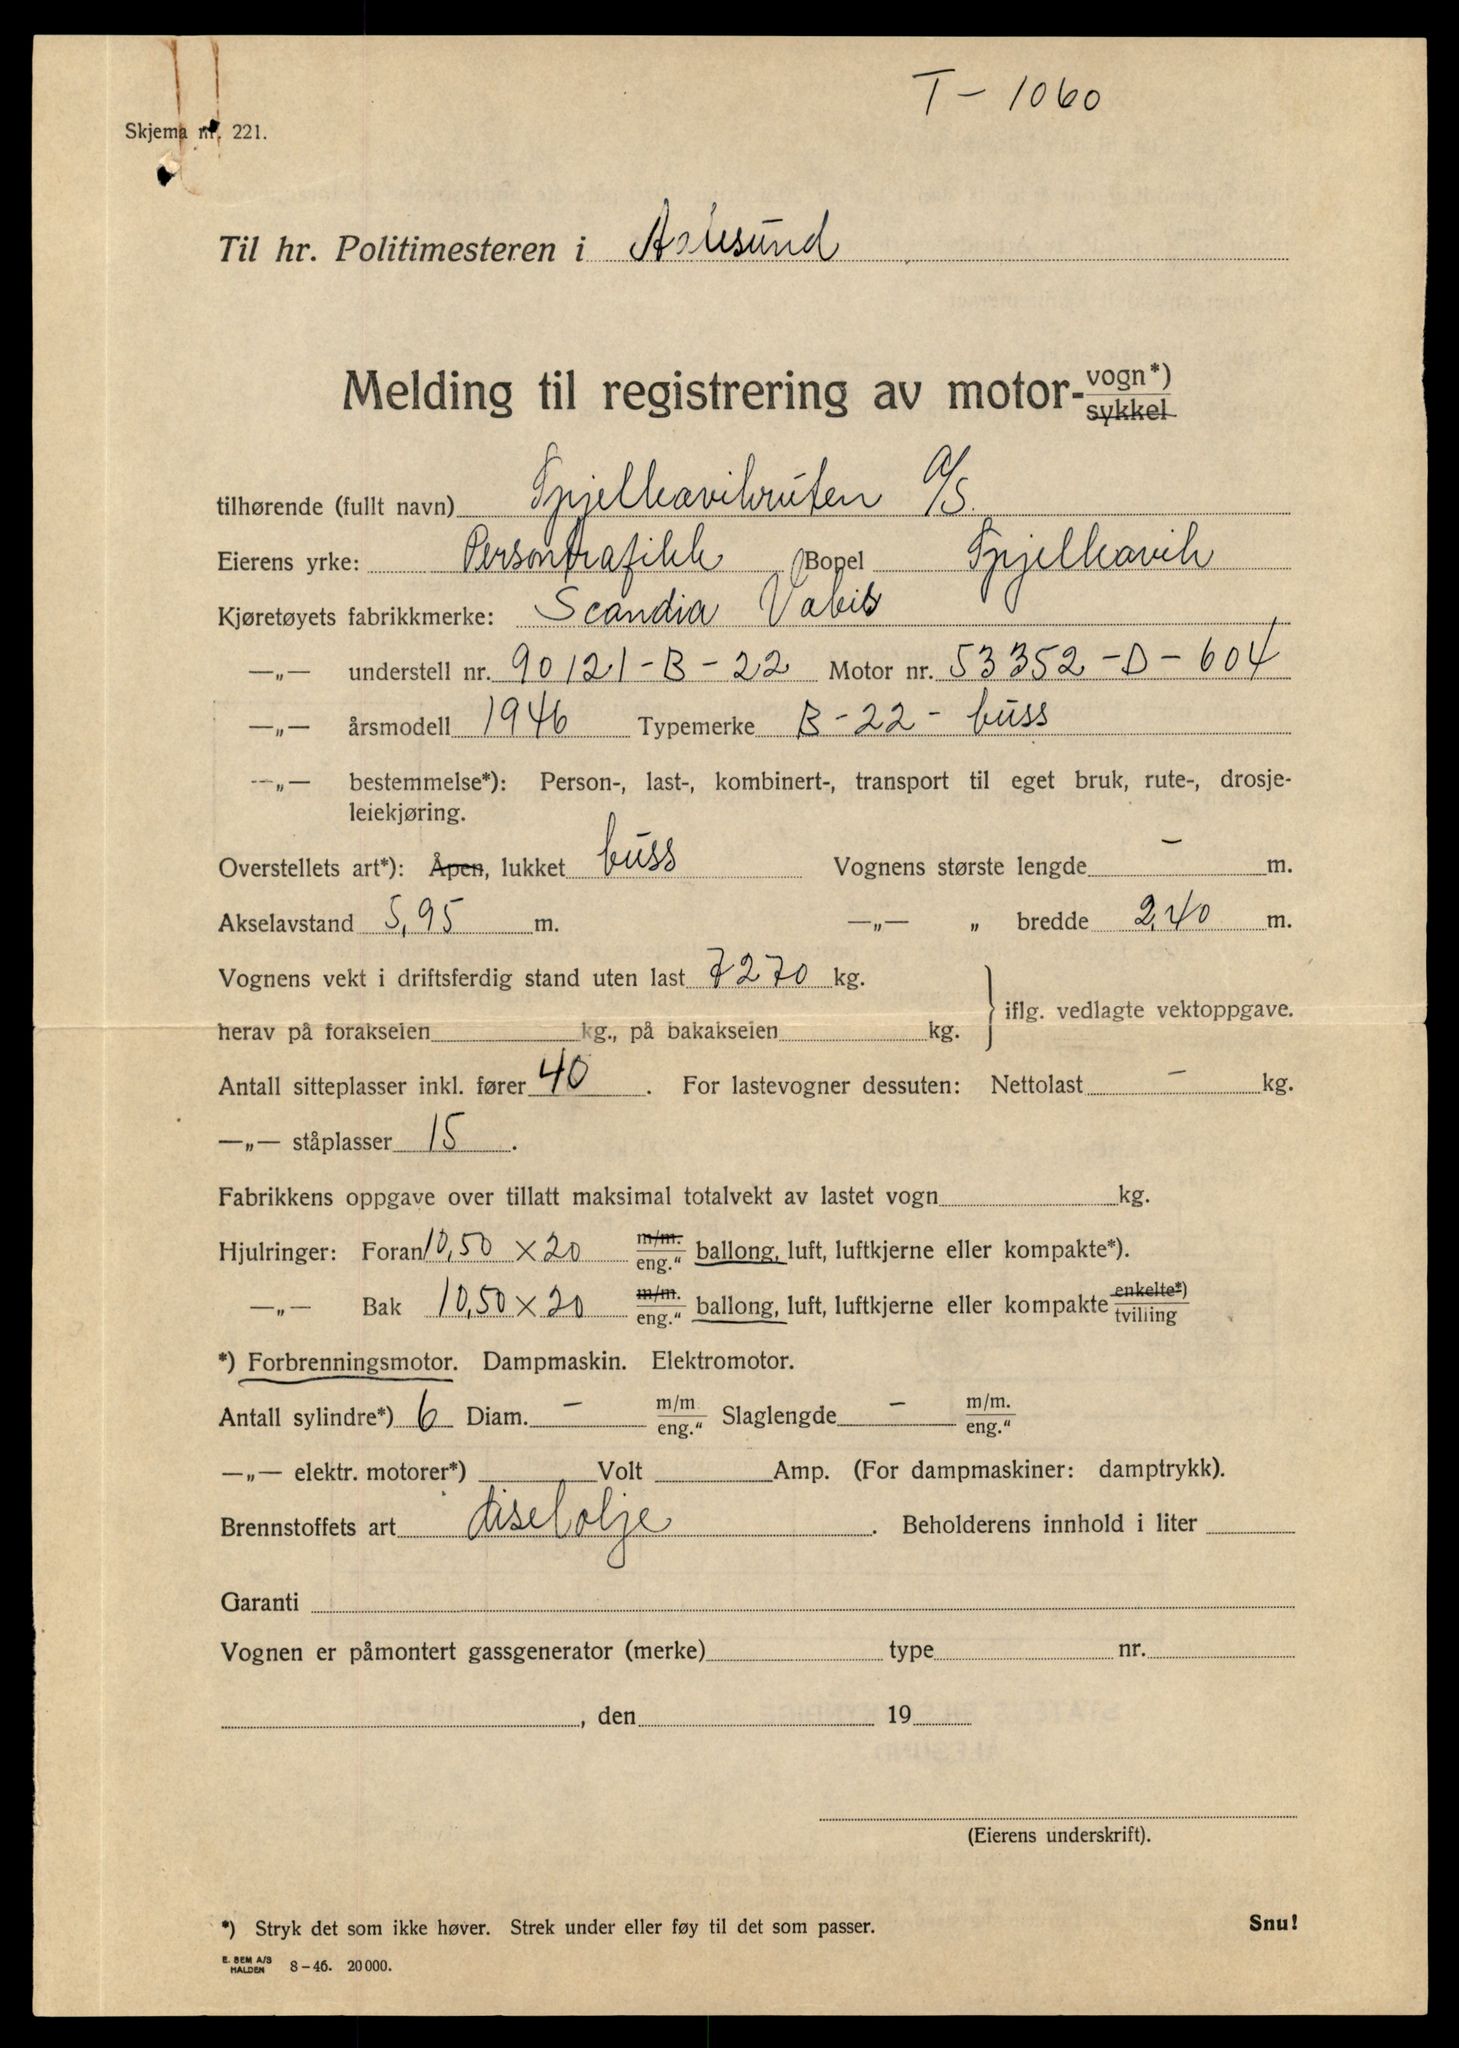 T - 1060
Skjema nr. 221.
Til hr. Politimesteren i Aalesund
Melding til registrering av motor- vogn*) sykkel
tilhørende (fullt navn) Spjelkavikruten A/S.
Eierens yrke: Persontrafikk Bopel Spjelkavik
Kjøretøyets fabrikkmerke: Scandia Vabis
—„— understell nr. 90121-B-22 Motor nr. 53352-D-604
—„— årsmodell 1946 Typemerke B-22- buss
—„— bestemmelse*): Person-, last-, kombinert-, transport til eget bruk, rute-, drosje-
leiekjøring.
Overstellets art*): Åpen, lukket buss Vognens største lengde - m.
Akselavstand 5,95 m. —„— „ bredde 2,40 m.
Vognens vekt i driftsferdig stand uten last 7270 kg.
herav på forakselen kg., på bakakselen kg. } iflg. vedlagte vektoppgave.
Antall sitteplasser inkl. fører 40 . For lastevogner dessuten: Nettolast - kg.
—„— ståplasser 15 .
Fabrikkens oppgave over tillatt maksimal totalvekt av lastet vogn kg.
Hjulringer: Foran 10,50 x 20 m/m. eng.“ ballong, luft, luftkjerne eller kompakte*).
—„— Bak 10,50 x 20 m/m. eng.“ ballong, luft, luftkjerne eller kompakte enkelte*) tvilling
*) Forbrenningsmotor. Dampmaskin. Elektromotor.
Antall sylindre*) 6 Diam. - m/m eng.“ Slaglengde - m/m. eng.“
—„— elektr. motorer*) Volt Amp. (For dampmaskiner: damptrykk).
Brennstoffets art diselolje . Beholderens innhold i liter
Garanti
Vognen er påmontert gassgenerator (merke) type nr.
, den 19
(Eierens underskrift).
*) Stryk det som ikke høver. Strek under eller føy til det som passer. Snu!
E. SEM A/S
HALDEN 8-46. 20 000.